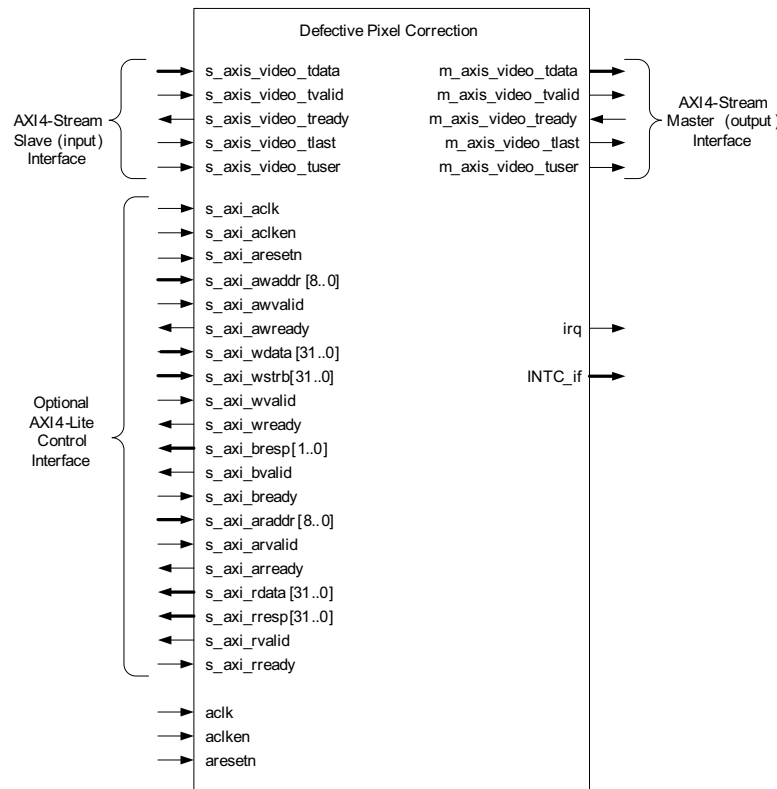 Defective Pixel Correction
AXI4-Stream
Slave (input)
Interface
s_axis_video_tdata
s_axis_video_tvalid
s_axis_video_tready
s_axis_video_tlast
s_axis_video_tuser
m_axis_video_tdata
m_axis_video_tvalid
m_axis_video_tready
m_axis_video_tlast
m_axis_video_tuser
AXI4-Stream
Master (output)
Interface
Optional
AXI4-Lite
Control
Interface
s_axi_aclk
s_axi_aclken
s_axi_aresetn
s_axi_awaddr[8..0]
s_axi_awvalid
s_axi_awready
s_axi_wdata[31..0]
s_axi_wstrb[31..0]
s_axi_wvalid
s_axi_wready
s_axi_bresp[1..0]
s_axi_bvalid
s_axi_bready
s_axi_araddr[8..0]
s_axi_arvalid
s_axi_arready
s_axi_rdata[31..0]
s_axi_rresp[31..0]
s_axi_rvalid
s_axi_rready
irq
INTC_if
aclk
aclken
aresetn